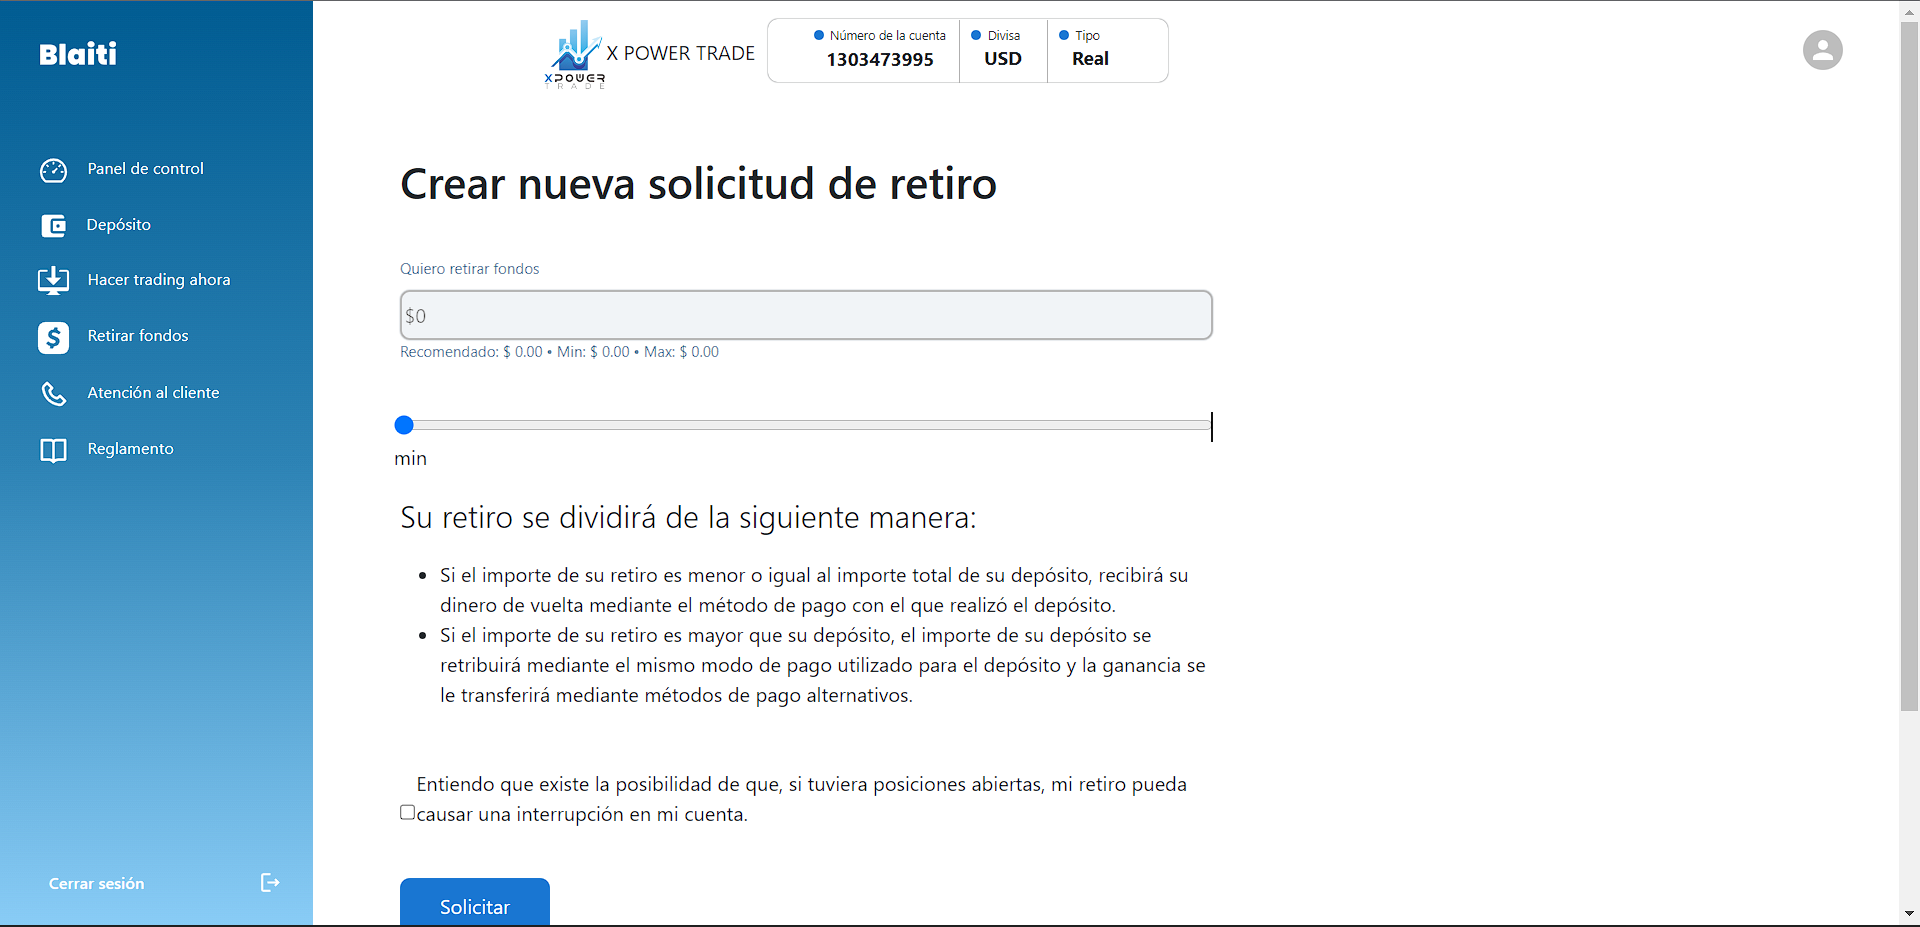 Blaiti
Panel de control
Depósito
Hacer trading ahora
Retirar fondos
Atención al cliente
Reglamento
Cerrar sesión
XPOWER
TRADE
X POWER TRADE
Número de la cuenta
1303473995
Divisa
USD
Tipo
Real
Crear nueva solicitud de retiro
Quiero retirar fondos
$0
Recomendado: $ 0.00 • Min: $ 0.00 • Max: $ 0.00
min
Su retiro se dividirá de la siguiente manera:
• Si el importe de su retiro es menor o igual al importe total de su depósito, recibirá su
dinero de vuelta mediante el método de pago con el que realizó el depósito.
• Si el importe de su retiro es mayor que su depósito, el importe de su depósito se
retribuirá mediante el mismo modo de pago utilizado para el depósito y la ganancia se
le transferirá mediante métodos de pago alternativos.
Entiendo que existe la posibilidad de que, si tuviera posiciones abiertas, mi retiro pueda
causar una interrupción en mi cuenta.
Solicitar